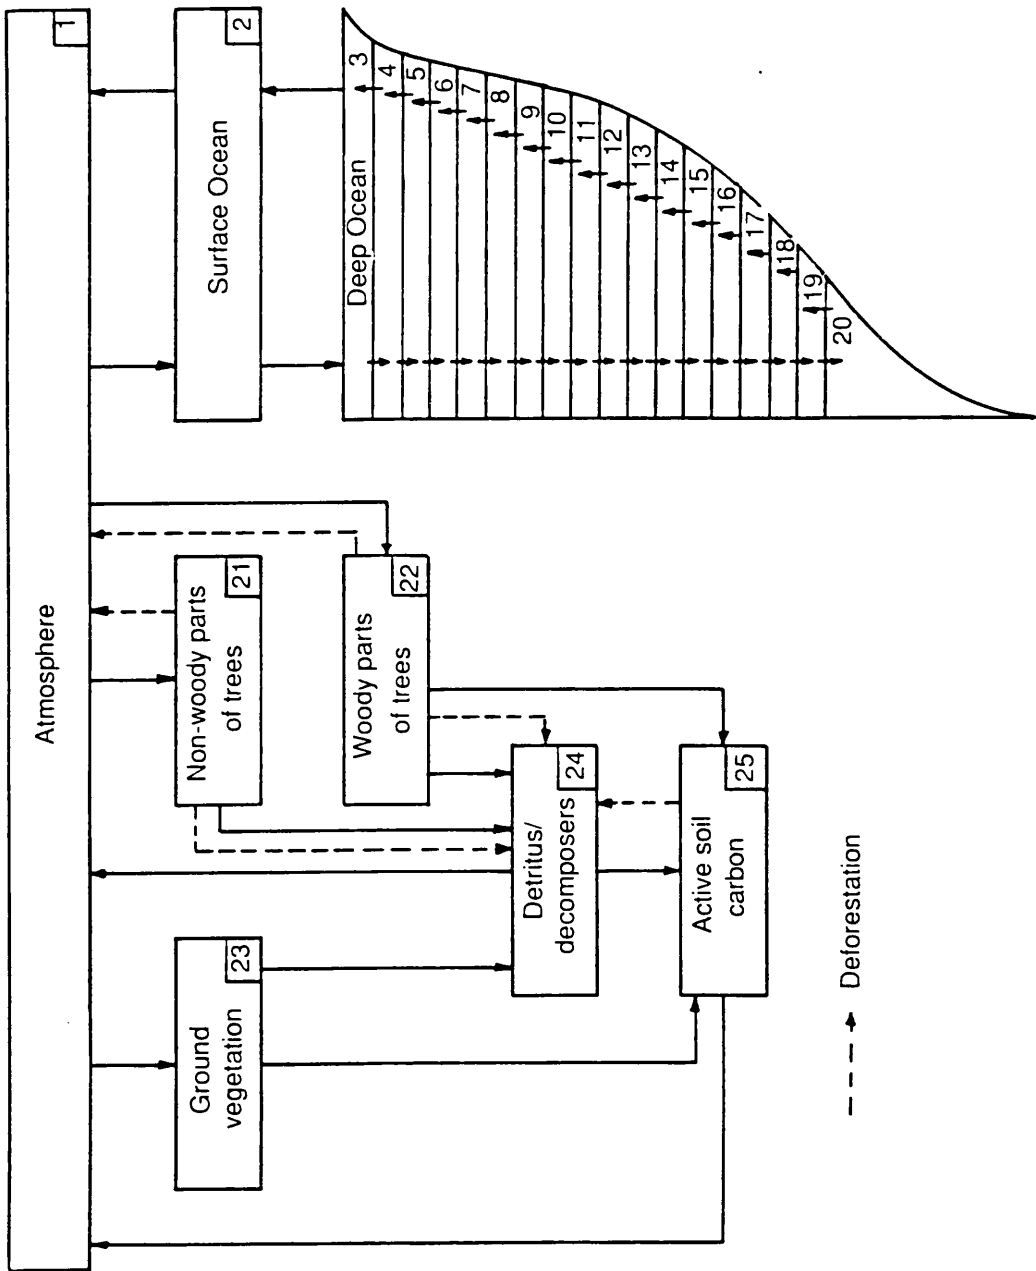 Atmosphere
1
Ground
vegetation
23
Non-woody parts
of trees
21
Surface Ocean
2
Woody parts
of trees
22
Deep Ocean
3
4
5
6
7
8
9
10
11
12
13
14
15
16
17
18
19
20
Detritus/
decomposers
24
Active soil
carbon
25
Deforestation